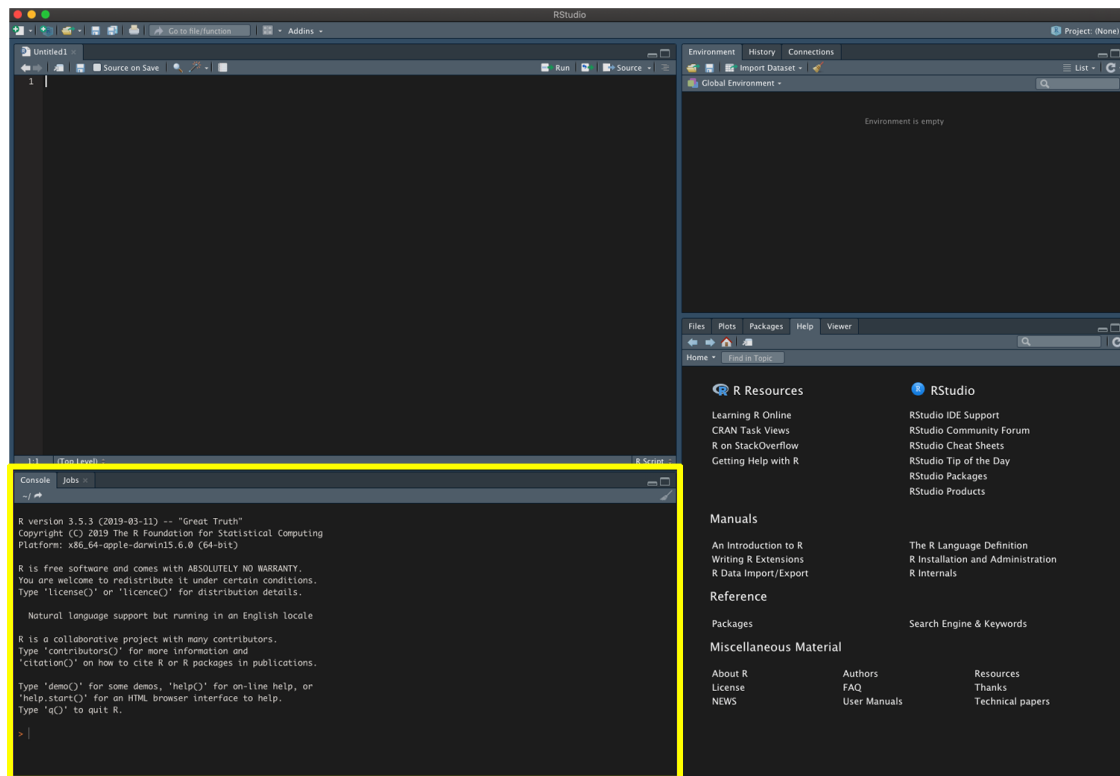 RStudio
Go to file/function Addins Project: (None)
Untitled1
Source on Save Run Source
1
1:1 (Top Level) R Script
Console Jobs
~/
R version 3.5.3 (2019-03-11) -- "Great Truth"
Copyright (C) 2019 The R Foundation for Statistical Computing
Platform: x86_64-apple-darwin15.6.0 (64-bit)
R is free software and comes with ABSOLUTELY NO WARRANTY.
You are welcome to redistribute it under certain conditions.
Type 'license()' or 'licence()' for distribution details.
Natural language support but running in an English locale
R is a collaborative project with many contributors.
Type 'contributors()' for more information and
'citation()' on how to cite R or R packages in publications.
Type 'demo()' for some demos, 'help()' for on-line help, or
'help.start()' for an HTML browser interface to help.
Type 'q()' to quit R.
>
Environment History Connections
Import Dataset List
Global Environment
Environment is empty
Files Plots Packages Help Viewer
Home Find in Topic
R Resources RStudio
Learning R Online RStudio IDE Support
CRAN Task Views RStudio Community Forum
R on StackOverflow RStudio Cheat Sheets
Getting Help with R RStudio Tip of the Day
RStudio Packages
RStudio Products
Manuals
An Introduction to R The R Language Definition
Writing R Extensions R Installation and Administration
R Data Import/Export R Internals
Reference
Packages Search Engine & Keywords
Miscellaneous Material
About R Authors Resources
License FAQ Thanks
NEWS User Manuals Technical papers